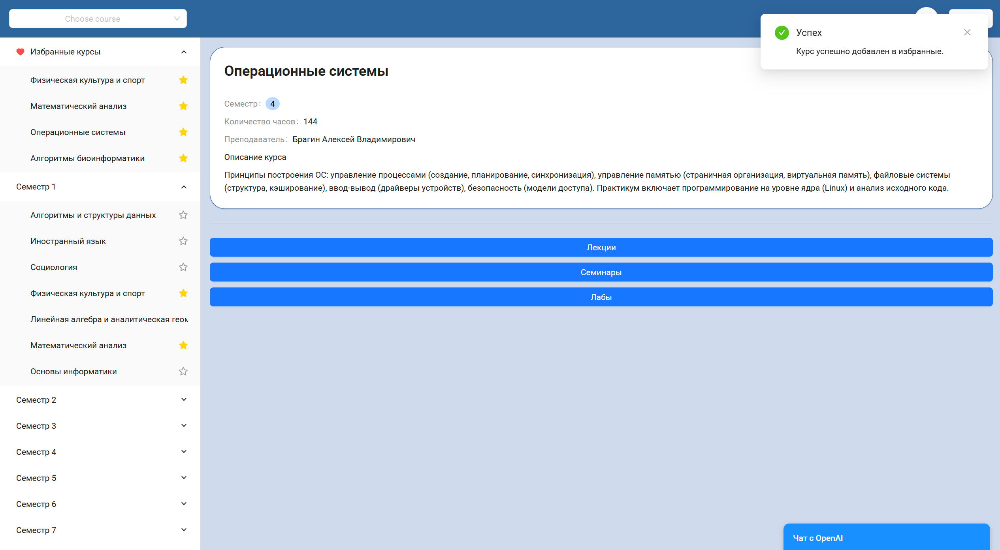 Choose course
Успех
Курс успешно добавлен в избранные.
Избранные курсы
Физическая культура и спорт
Математический анализ
Операционные системы
Алгоритмы биоинформатики
Семестр 1
Алгоритмы и структуры данных
Иностранный язык
Социология
Физическая культура и спорт
Линейная алгебра и аналитическая геом
Математический анализ
Основы информатики
Семестр 2
Семестр 3
Семестр 4
Семестр 5
Семестр 6
Семестр 7
Операционные системы
Семестр: 4
Количество часов: 144
Преподаватель: Брагин Алексей Владимирович
Описание курса
Принципы построения ОС: управление процессами (создание, планирование, синхронизация), управление памятью (страничная организация, виртуальная память), файловые системы
(структура, кэширование), ввод-вывод (драйверы устройств), безопасность (модели доступа). Практикум включает программирование на уровне ядра (Linux) и анализ исходного кода.
Лекции
Семинары
Лабы
Чат с OpenAI